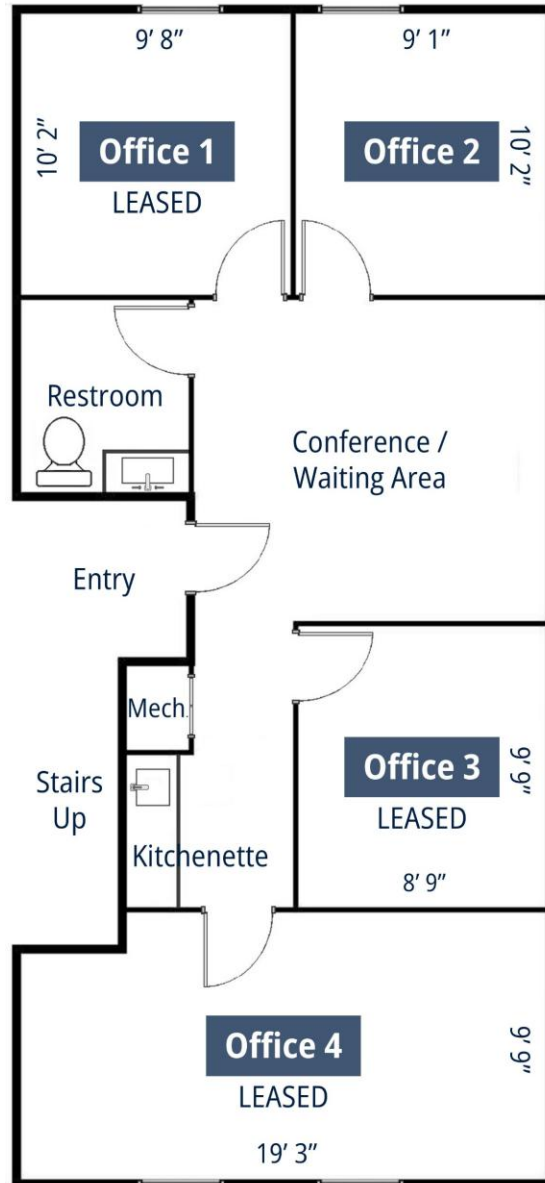 9’ 8”
9’ 1”
10’ 2”
Office 1
LEASED
Office 2
10’ 2”
Restroom
Conference /
Waiting Area
Entry
Mech.
Stairs
Up
Kitchenette
Office 3
LEASED
9’ 9”
8’ 9”
Office 4
LEASED
9’ 9”
19’ 3”